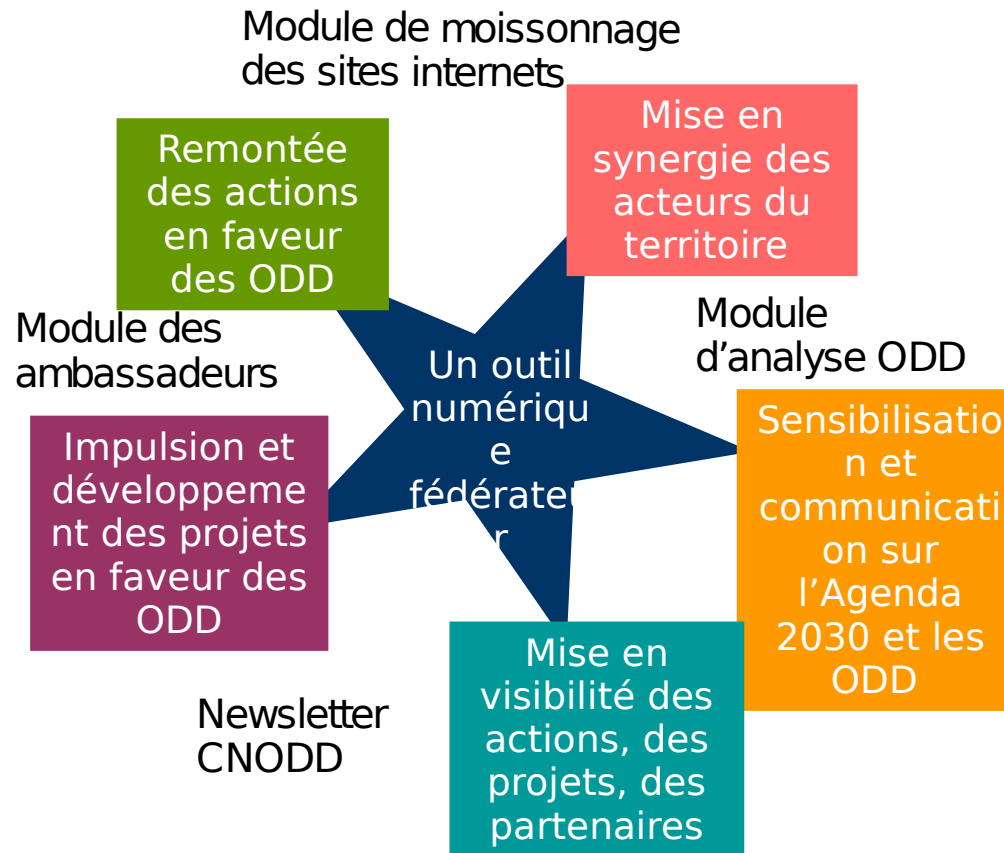 Module de moissonnage
des sites internets
Remontée
des actions
en faveur
des ODD
Mise en
synergie des
acteurs du
territoire
Module des
ambassadeurs
Module
d’analyse ODD
Un outil
numériqu
e
fédérateu
r
Impulsion et
développeme
nt des projets
en faveur des
ODD
Sensibilisatio
n et
communicati
on sur
l’Agenda
2030 et les
ODD
Newsletter
CNODD
Mise en
visibilité des
actions, des
projets, des
partenaires